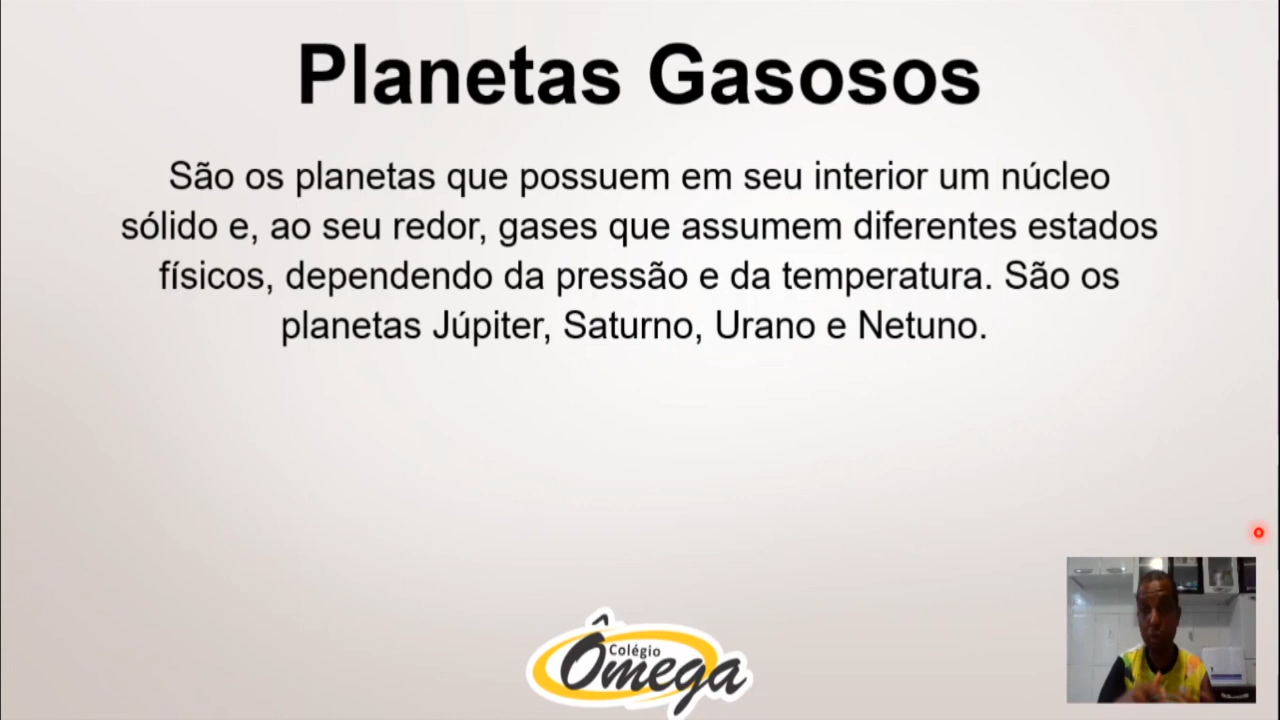 Planetas Gasosos
São os planetas que possuem em seu interior um núcleo
sólido e, ao seu redor, gases que assumem diferentes estados
físicos, dependendo da pressão e da temperatura. São os
planetas Júpiter, Saturno, Urano e Netuno.
Colégio
Ômega